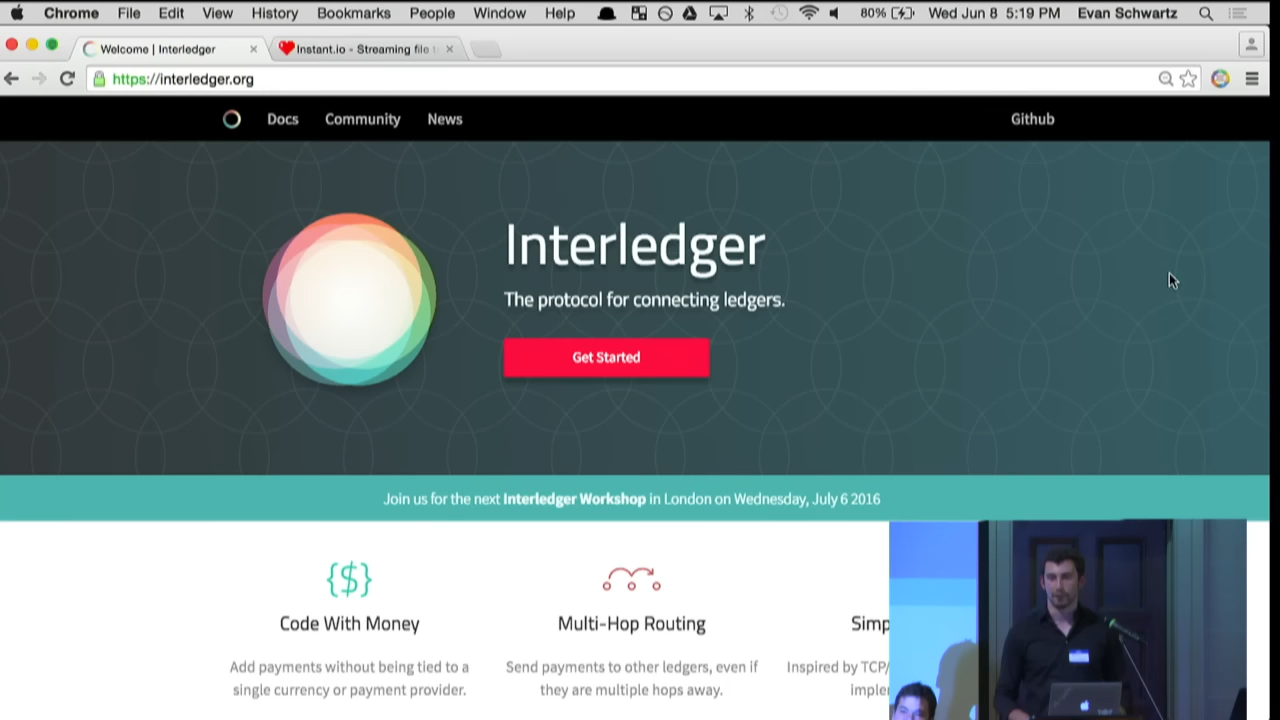 Chrome File Edit View History Bookmarks People Window Help 80% Wed Jun 8 5:19 PM Evan Schwartz
Welcome | Interledger Instant.io - Streaming file
https://interledger.org
Docs Community News Github
Interledger
The protocol for connecting ledgers.
Get Started
Join us for the next Interledger Workshop in London on Wednesday, July 6 2016
{$}
Code With Money Multi-Hop Routing Simp
Add payments without being tied to a Send payments to other ledgers, even if Inspired by TCP/
single currency or payment provider. they are multiple hops away. imple